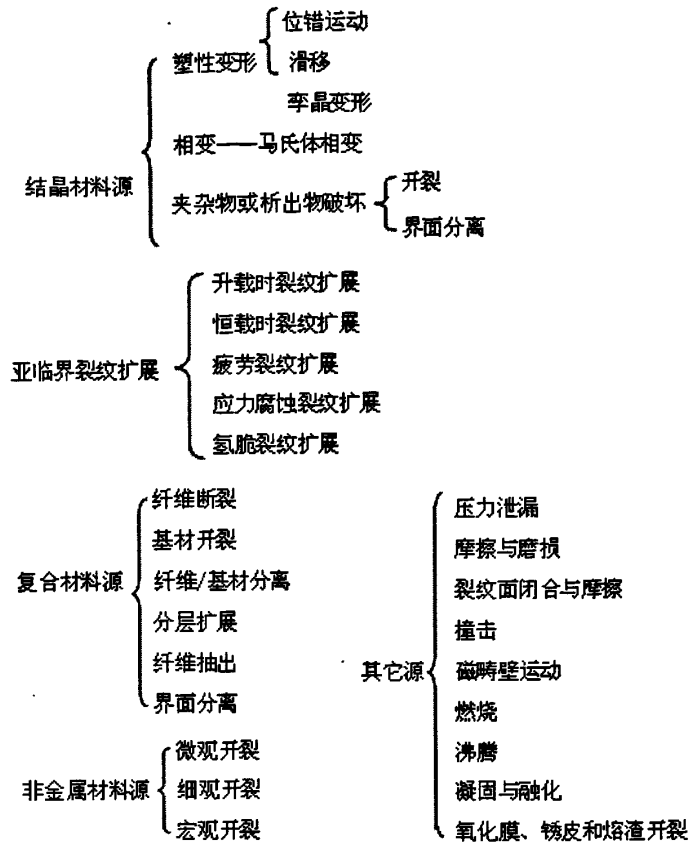 位错运动
塑性变形
滑移
孪晶变形
相变——马氏体相变
结晶材料源
夹杂物或析出物破坏
开裂
界面分离
升载时裂纹扩展
恒载时裂纹扩展
亚临界裂纹扩展
疲劳裂纹扩展
应力腐蚀裂纹扩展
氢脆裂纹扩展
纤维断裂
基材开裂
复合材料源
纤维/基材分离
分层扩展
纤维抽出
界面分离
微观开裂
非金属材料源
细观开裂
宏观开裂
压力泄漏
摩擦与磨损
裂纹面闭合与摩擦
撞击
其它源
磁畴壁运动
燃烧
沸腾
凝固与融化
氧化膜、锈皮和熔渣开裂